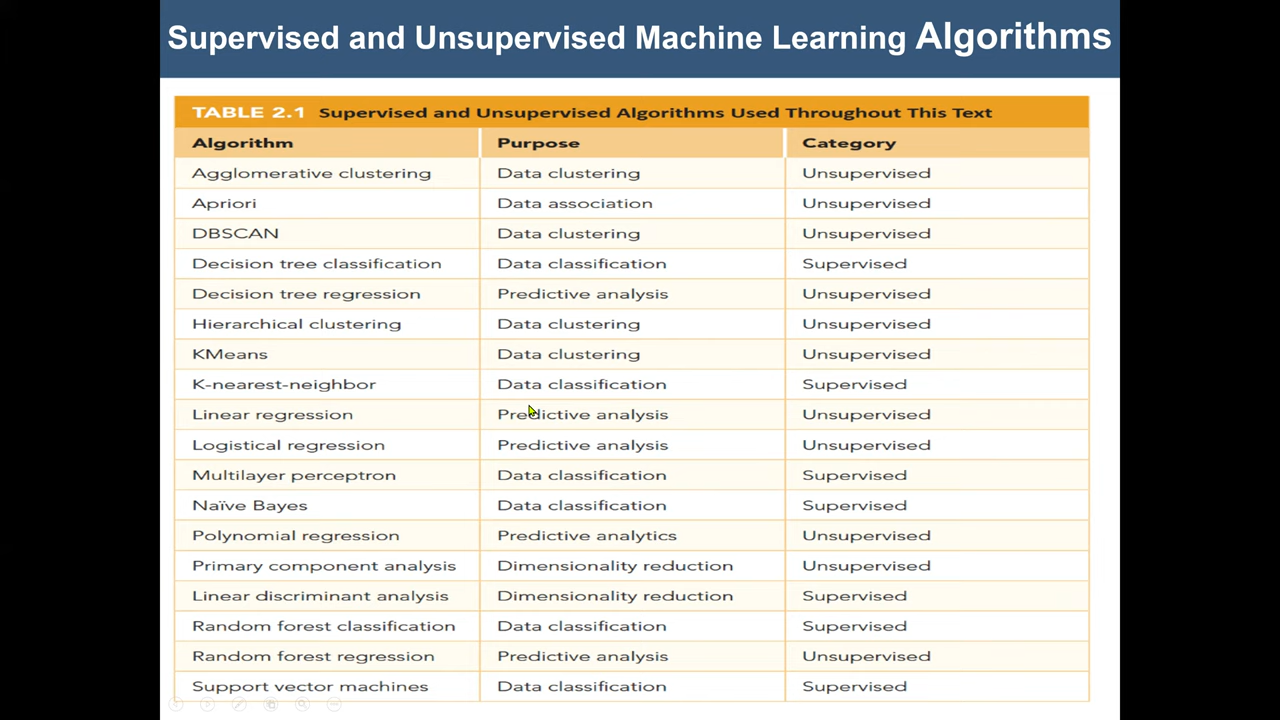 Supervised and Unsupervised Machine Learning Algorithms
TABLE 2.1 Supervised and Unsupervised Algorithms Used Throughout This Text
Algorithm Purpose Category
Agglomerative clustering Data clustering Unsupervised
Apriori Data association Unsupervised
DBSCAN Data clustering Unsupervised
Decision tree classification Data classification Supervised
Decision tree regression Predictive analysis Unsupervised
Hierarchical clustering Data clustering Unsupervised
KMeans Data clustering Unsupervised
K-nearest-neighbor Data classification Supervised
Linear regression Predictive analysis Unsupervised
Logistical regression Predictive analysis Unsupervised
Multilayer perceptron Data classification Supervised
Naïve Bayes Data classification Supervised
Polynomial regression Predictive analytics Unsupervised
Primary component analysis Dimensionality reduction Unsupervised
Linear discriminant analysis Dimensionality reduction Supervised
Random forest classification Data classification Supervised
Random forest regression Predictive analysis Unsupervised
Support vector machines Data classification Supervised